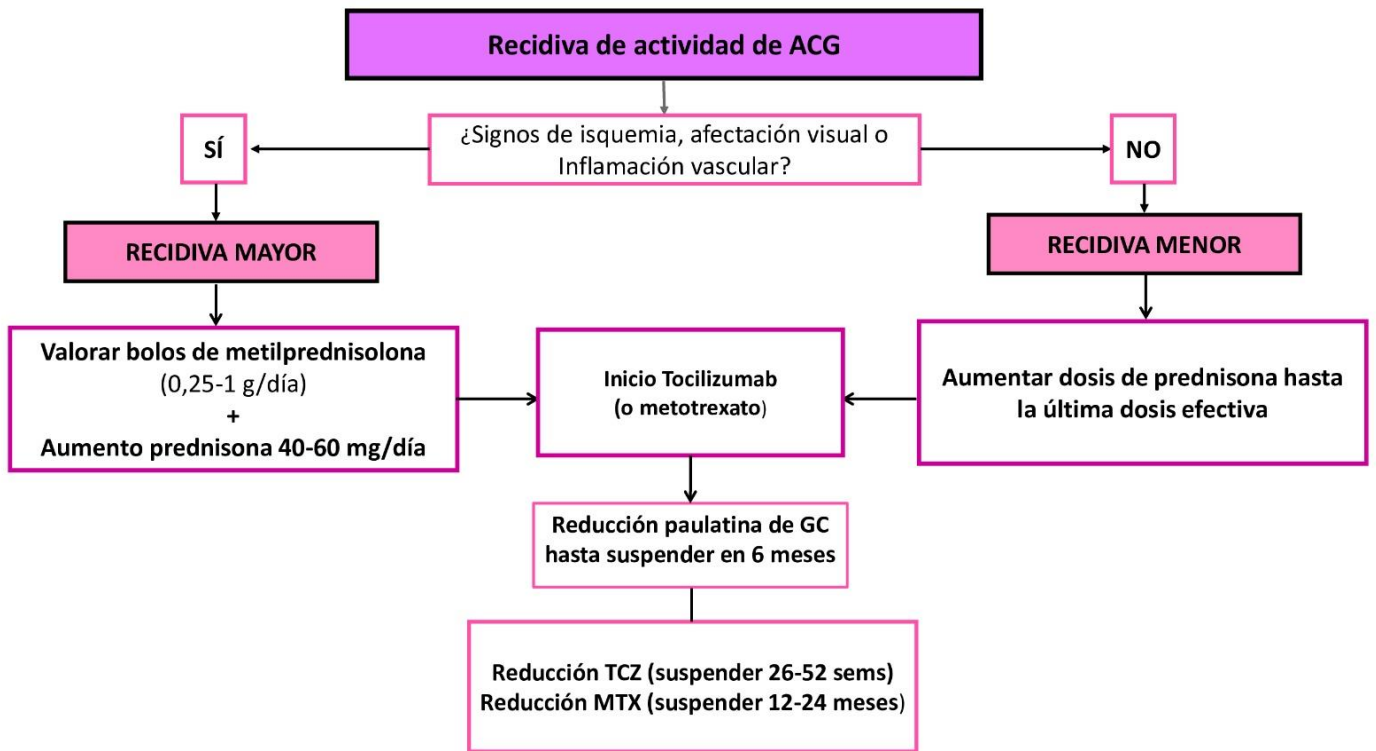 Recidiva de actividad de ACG
¿Signos de isquemia, afectación visual o
Inflamación vascular?
SÍ
NO
RECIDIVA MAYOR
RECIDIVA MENOR
Valorar bolos de metilprednisolona
(0,25-1 g/día)
+
Aumento prednisona 40-60 mg/día
Inicio Tocilizumab
(o metotrexato)
Aumentar dosis de prednisona hasta
la última dosis efectiva
Reducción paulatina de GC
hasta suspender en 6 meses
Reducción TCZ (suspender 26-52 sems)
Reducción MTX (suspender 12-24 meses)